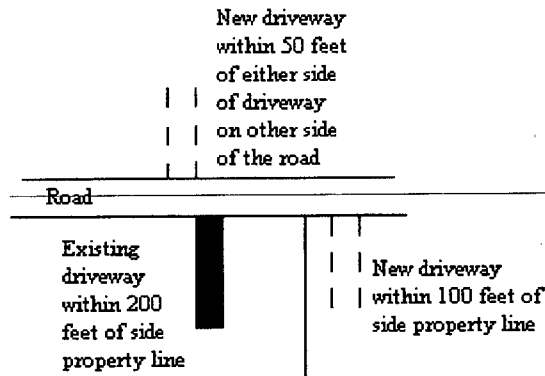 New driveway
within 50 feet
of either side
of driveway
on other side
of the road
Road
Existing
driveway
within 200
feet of side
property line
New driveway
within 100 feet of
side property line